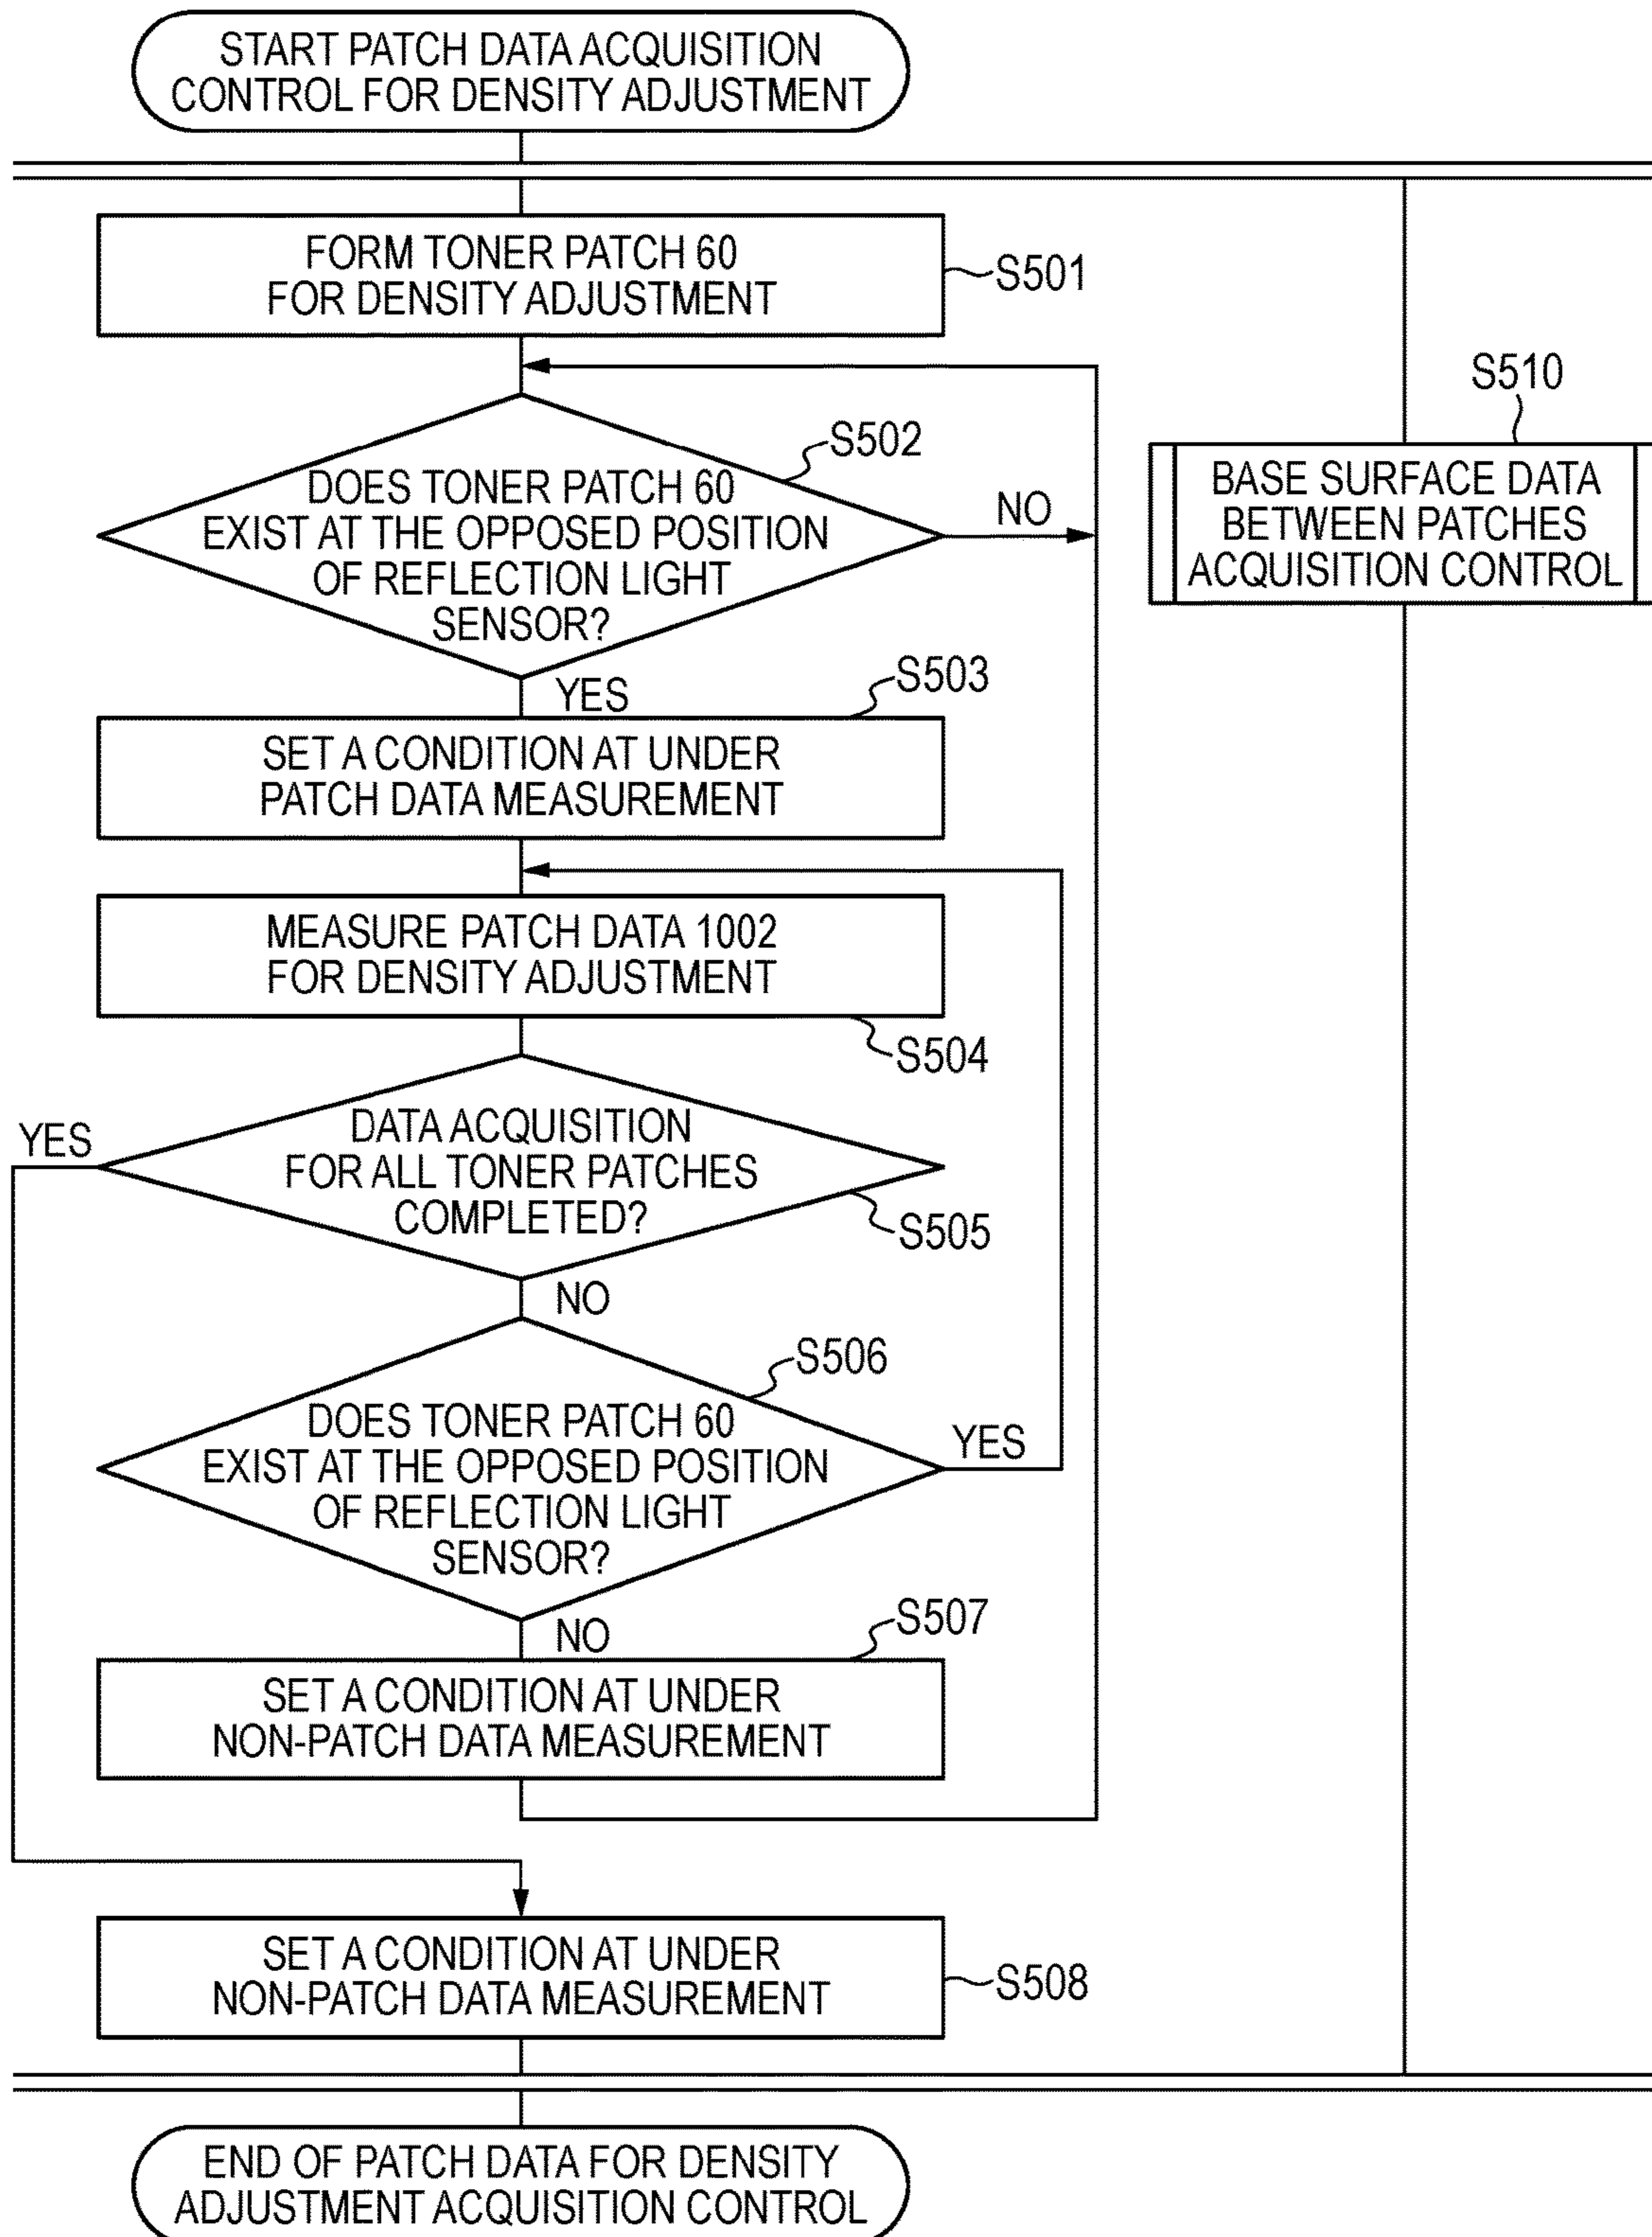 START PATCH DATA ACQUISITION
CONTROL FOR DENSITY ADJUSTMENT
FORM TONER PATCH 60
FOR DENSITY ADJUSTMENT
S501
S502
DOES TONER PATCH 60
EXIST AT THE OPPOSED POSITION
OF REFLECTION LIGHT
SENSOR?
NO
YES
S510
BASE SURFACE DATA
BETWEEN PATCHES
ACQUISITION CONTROL
S503
SET A CONDITION AT UNDER
PATCH DATA MEASUREMENT
MEASURE PATCH DATA 1002
FOR DENSITY ADJUSTMENT
S504
YES
DATA ACQUISITION
FOR ALL TONER PATCHES
COMPLETED?
S505
NO
S506
DOES TONER PATCH 60
EXIST AT THE OPPOSED POSITION
OF REFLECTION LIGHT
SENSOR?
YES
NO
S507
SET A CONDITION AT UNDER
NON-PATCH DATA MEASUREMENT
SET A CONDITION AT UNDER
NON-PATCH DATA MEASUREMENT
S508
END OF PATCH DATA FOR DENSITY
ADJUSTMENT ACQUISITION CONTROL